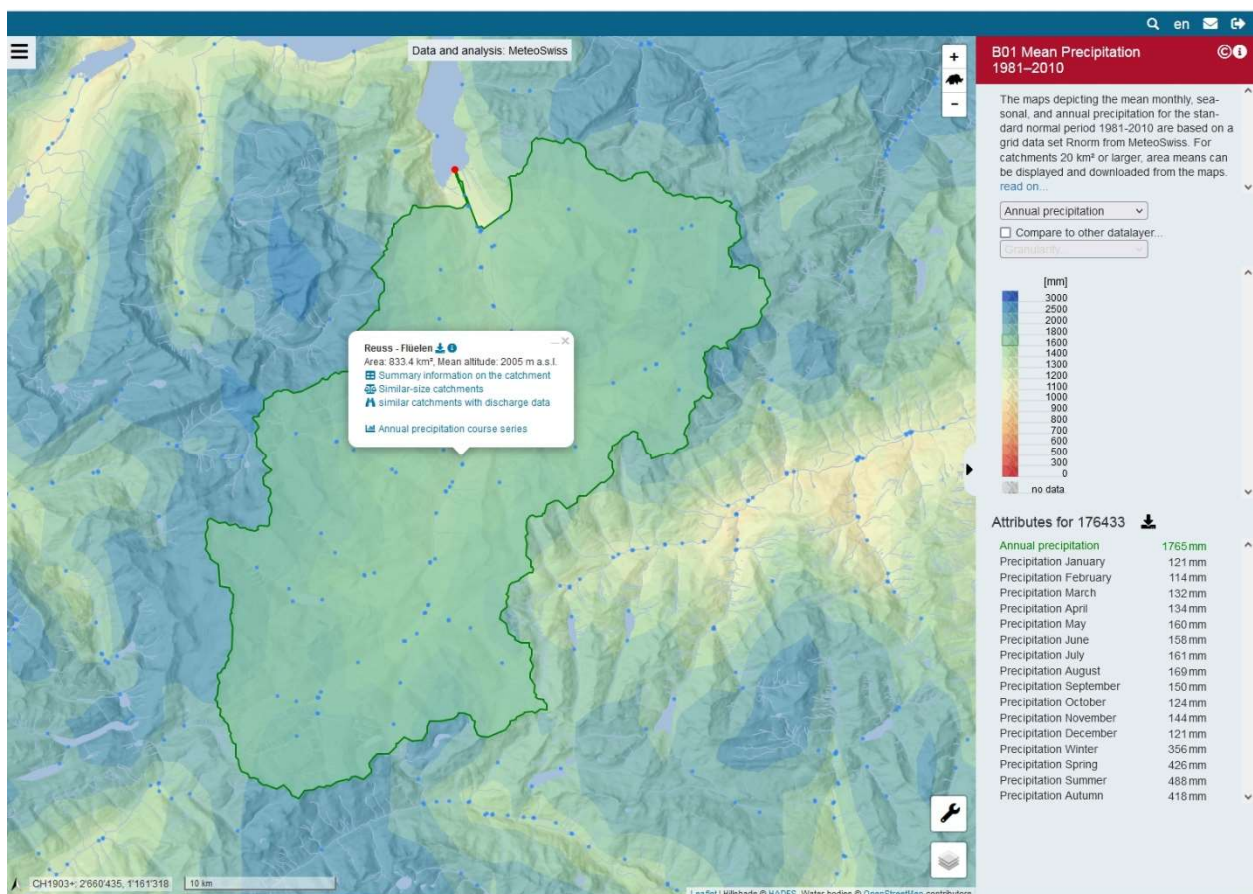 en
Data and analysis: MeteoSwiss
+
−
B01 Mean Precipitation
1981–2010
The maps depicting the mean monthly, sea-
sonal, and annual precipitation for the stan-
dard normal period 1981-2010 are based on a
grid data set Rnorm from MeteoSwiss. For
catchments 20 km² or larger, area means can
be displayed and downloaded from the maps.
read on...
Annual precipitation
Compare to other datalayer...
Granularity...
[mm]
3000
2500
2000
1800
1600
1400
1300
1200
1100
1000
900
800
700
600
500
300
0
no data
Reuss - Flüelen
Area: 833.4 km², Mean altitude: 2005 m a.s.l.
Summary information on the catchment
Similar-size catchments
similar catchments with discharge data
Annual precipitation course series
Attributes for 176433
Annual precipitation 1765 mm
Precipitation January 121 mm
Precipitation February 114 mm
Precipitation March 132 mm
Precipitation April 134 mm
Precipitation May 160 mm
Precipitation June 158 mm
Precipitation July 161 mm
Precipitation August 169 mm
Precipitation September 150 mm
Precipitation October 124 mm
Precipitation November 144 mm
Precipitation December 121 mm
Precipitation Winter 356 mm
Precipitation Spring 426 mm
Precipitation Summer 488 mm
Precipitation Autumn 418 mm
CH1903+: 2'660'435, 1'161'318
10 km
Leaflet | Hillshade © HADES, Water bodies © OpenStreetMap contributors